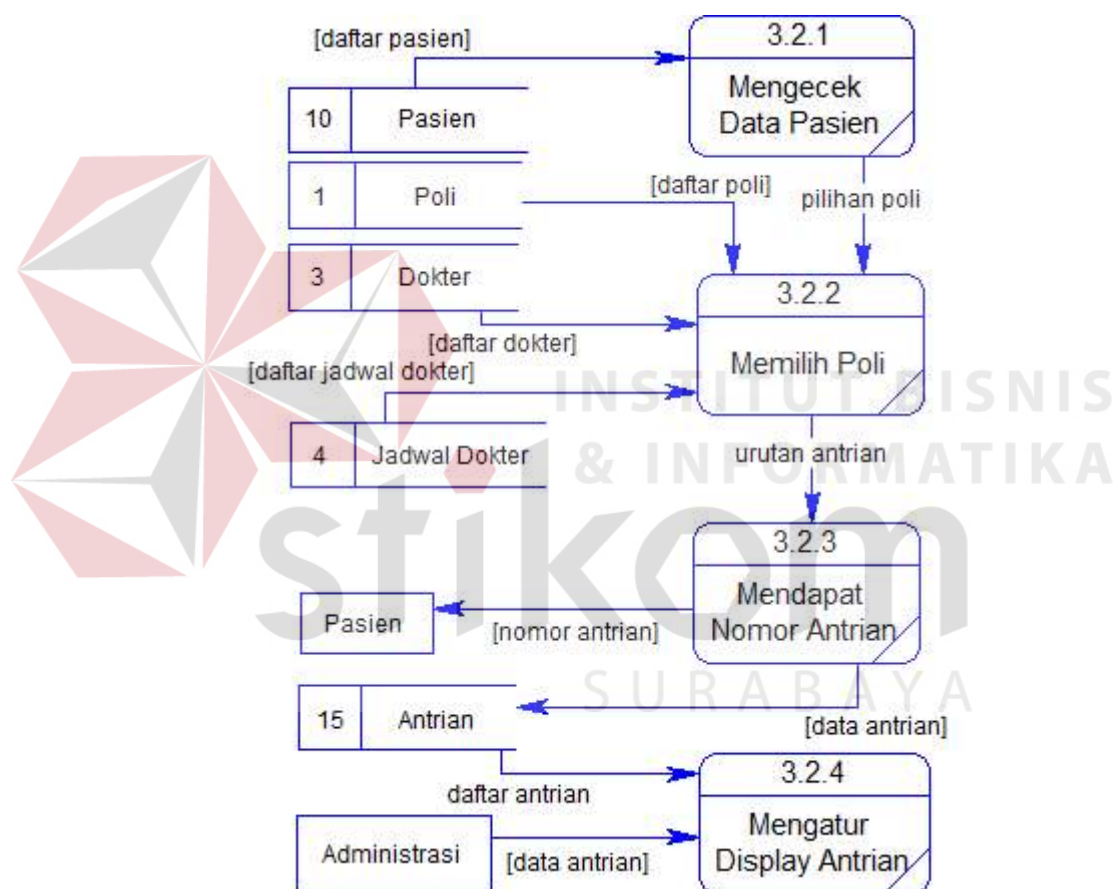 [daftar pasien]
3.2.1
Mengecek
Data Pasien
10 Pasien
1 Poli
[daftar poli]
pilihan poli
3 Dokter
3.2.2
Memilih Poli
[daftar dokter]
[daftar jadwal dokter]
4 Jadwal Dokter
INSTITUT BISNIS
& INFORMATIKA
urutan antrian
stikom
3.2.3
Mendapat
Nomor Antrian
Pasien
[nomor antrian]
SURABAYA
15 Antrian
[data antrian]
3.2.4
Mengatur
Display Antrian
daftar antrian
Administrasi
[data antrian]